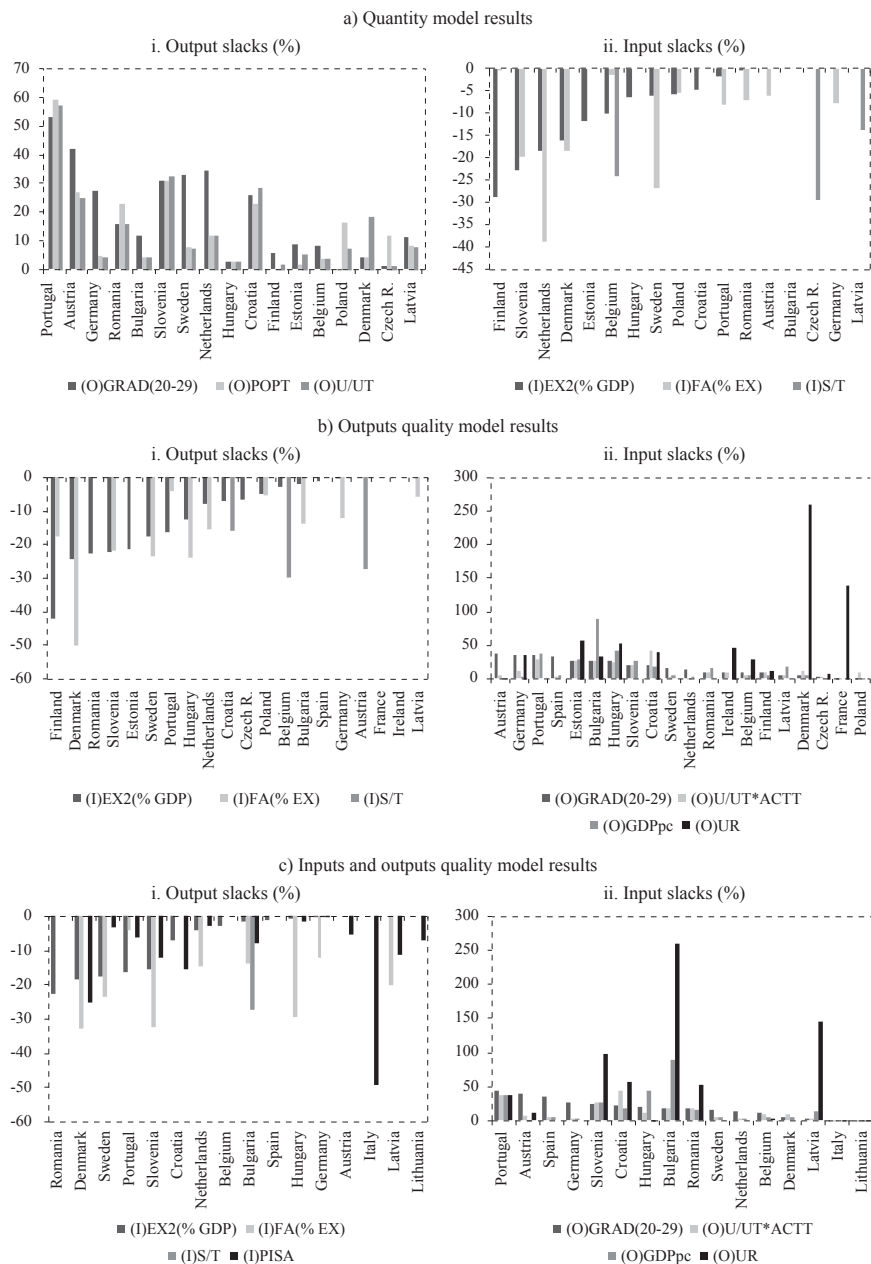 a) Quantity model results
i. Output slacks (%)
70
60
50
40
30
20
10
0
Portugal
Austria
Germany
Romania
Bulgaria
Slovenia
Sweden
Netherlands
Hungary
Croatia
Finland
Estonia
Belgium
Poland
Denmark
Czech R.
Latvia
(O)GRAD(20-29) (O)POPT (O)U/UT
ii. Input slacks (%)
0
-5
-10
-15
-20
-25
-30
-35
-40
-45
Finland
Slovenia
Netherlands
Denmark
Estonia
Belgium
Hungary
Sweden
Poland
Croatia
Portugal
Romania
Austria
Bulgaria
Czech R.
Germany
Latvia
(I)EX2(% GDP) (I)FA(% EX) (I)S/T
b) Outputs quality model results
i. Output slacks (%)
0
-10
-20
-30
-40
-50
-60
Finland
Denmark
Romania
Slovenia
Estonia
Sweden
Portugal
Hungary
Netherlands
Croatia
Czech R.
Poland
Belgium
Bulgaria
Spain
Germany
Austria
France
Ireland
Latvia
(I)EX2(% GDP) (I)FA(% EX) (I)S/T
ii. Input slacks (%)
300
250
200
150
100
50
0
Austria
Germany
Portugal
Spain
Estonia
Bulgaria
Hungary
Slovenia
Croatia
Sweden
Netherlands
Romania
Ireland
Belgium
Finland
Latvia
Denmark
Czech R.
France
Poland
(O)GRAD(20-29) (O)U/UT*ACTT
(O)GDPpc (O)UR
c) Inputs and outputs quality model results
i. Output slacks (%)
0
-10
-20
-30
-40
-50
-60
Romania
Denmark
Sweden
Portugal
Slovenia
Croatia
Netherlands
Belgium
Bulgaria
Spain
Hungary
Germany
Austria
Italy
Latvia
Lithuania
(I)EX2(% GDP) (I)FA(% EX)
(I)S/T (I)PISA
ii. Input slacks (%)
300
250
200
150
100
50
0
Portugal
Austria
Spain
Germany
Slovenia
Croatia
Hungary
Bulgaria
Romania
Sweden
Netherlands
Belgium
Denmark
Latvia
Italy
Lithuania
(O)GRAD(20-29) (O)U/UT*ACTT
(O)GDPpc (O)UR